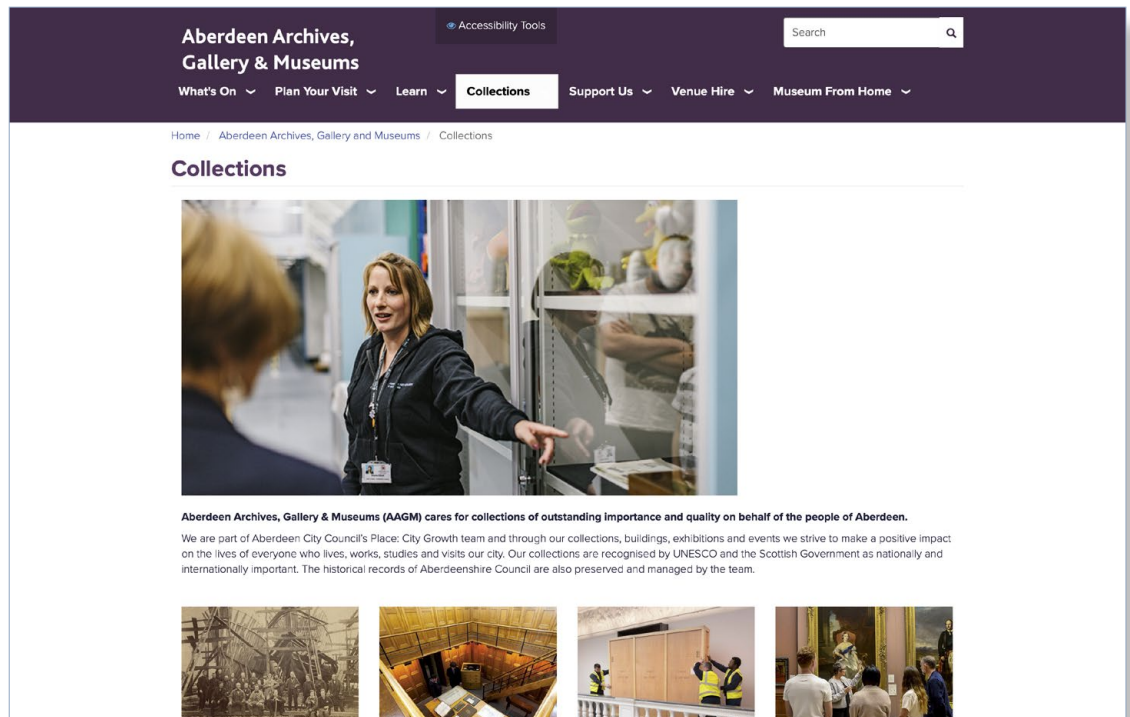 Aberdeen Archives,
Gallery & Museums
Accessibility Tools
Search
What's On
Plan Your Visit
Learn
Collections
Support Us
Venue Hire
Museum From Home
Home / Aberdeen Archives, Gallery and Museums / Collections
Collections
Aberdeen Archives, Gallery & Museums (AAGM) cares for collections of outstanding importance and quality on behalf of the people of Aberdeen.
We are part of Aberdeen City Council's Place: City Growth team and through our collections, buildings, exhibitions and events we strive to make a positive impact
on the lives of everyone who lives, works, studies and visits our city. Our collections are recognised by UNESCO and the Scottish Government as nationally and
internationally important. The historical records of Aberdeenshire Council are also preserved and managed by the team.